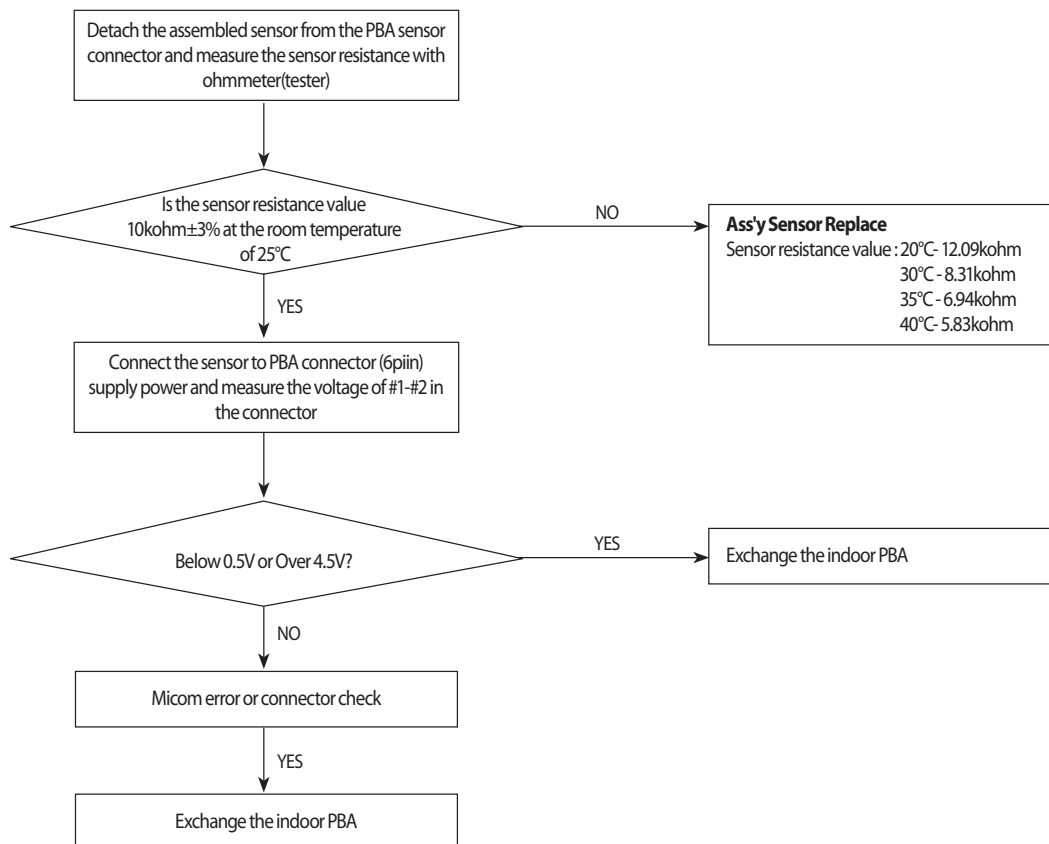 Detach the assembled sensor from the PBA sensor
connector and measure the sensor resistance with
ohmmeter(tester)
Is the sensor resistance value
10kohm±3% at the room temperature
of 25°C
NO
Ass'y Sensor Replace
Sensor resistance value : 20°C- 12.09kohm
30°C - 8.31kohm
35°C - 6.94kohm
40°C- 5.83kohm
YES
Connect the sensor to PBA connector (6piin)
supply power and measure the voltage of #1-#2 in
the connector
Below 0.5V or Over 4.5V?
YES
Exchange the indoor PBA
NO
Micom error or connector check
YES
Exchange the indoor PBA